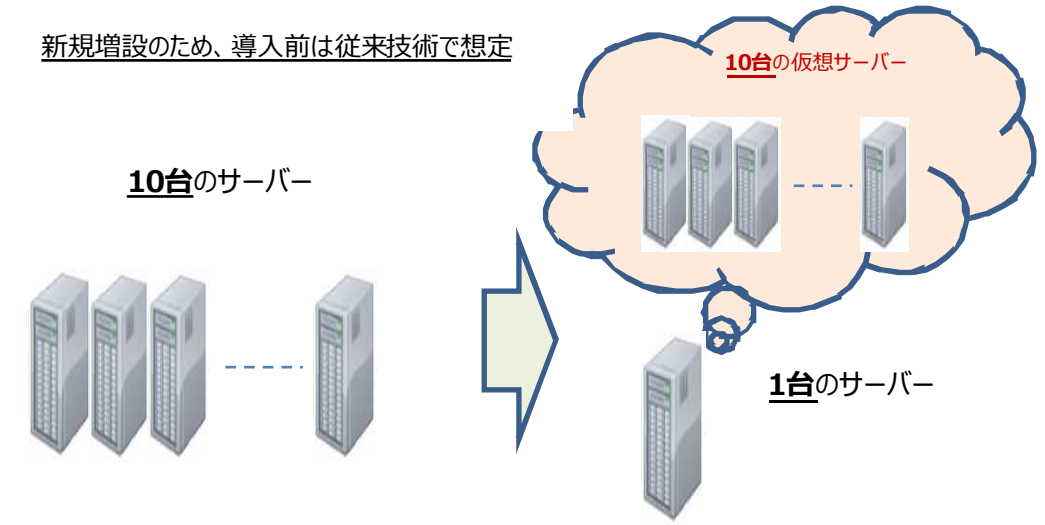 新規増設のため、導入前は従来技術で想定
10台の仮想サーバー
10台のサーバー
1台のサーバー